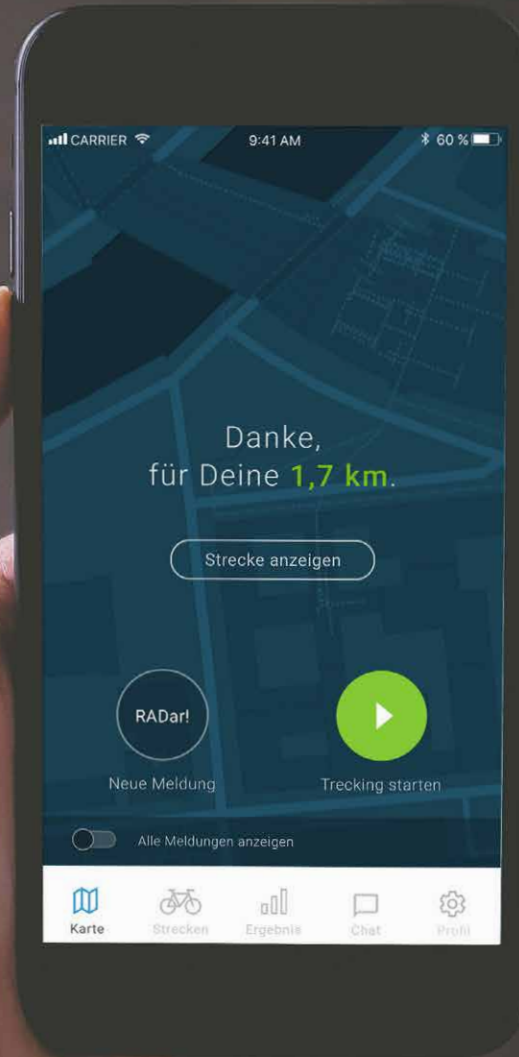 CARRIER 9:41 AM 60 %
Danke,
für Deine 1,7 km.
Strecke anzeigen
RADar!
Neue Meldung Trecking starten
Alle Meldungen anzeigen
Karte Strecken Ergebnis Chat Profil